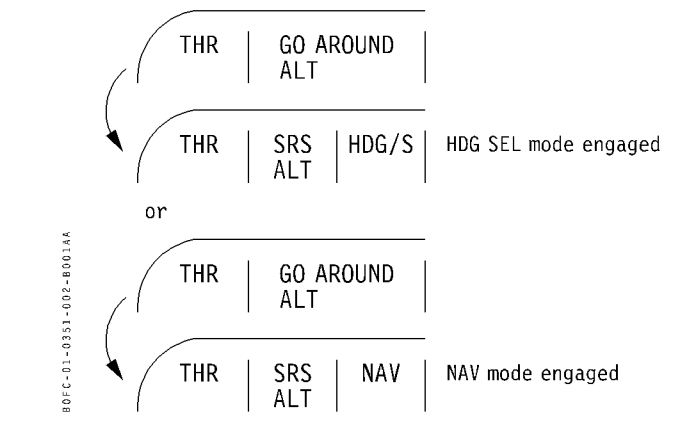 THR GO AROUND
ALT
THR SRS HDG/S HDG SEL mode engaged
ALT
or
THR GO AROUND
ALT
THR SRS NAV NAV mode engaged
ALT
B0FC-01-0351-002-B001AA